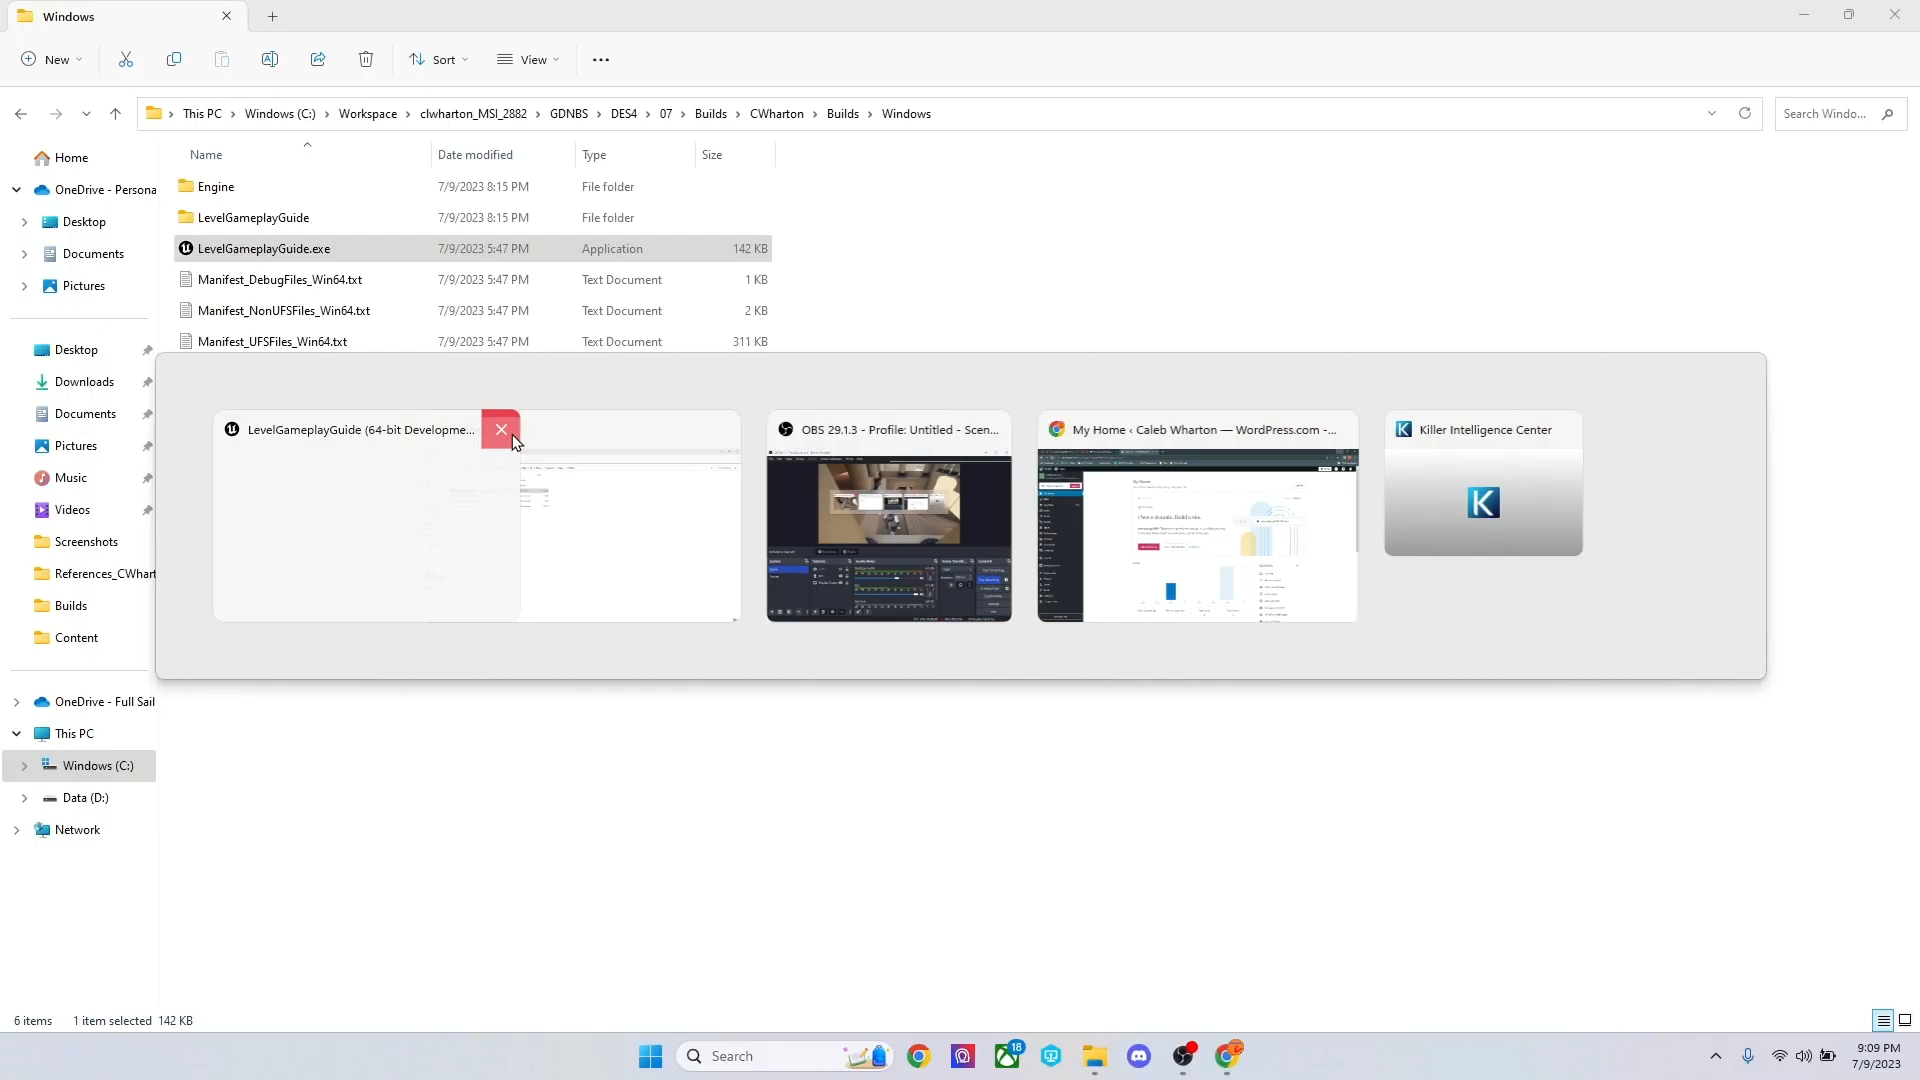 Windows
New
Sort
View
This PC > Windows (C:) > Workspace > clwharton_MSI_2882 > GDNBS > DES4 > 07 > Builds > CWharton > Builds > Windows
Search Windo...
Name Date modified Type Size
Engine 7/9/2023 8:15 PM File folder
LevelGameplayGuide 7/9/2023 8:15 PM File folder
LevelGameplayGuide.exe 7/9/2023 5:47 PM Application 142 KB
Manifest_DebugFiles_Win64.txt 7/9/2023 5:47 PM Text Document 1 KB
Manifest_NonUFSFiles_Win64.txt 7/9/2023 5:47 PM Text Document 2 KB
Manifest_UFSFiles_Win64.txt 7/9/2023 5:47 PM Text Document 311 KB
Home
OneDrive - Persona
Desktop
Documents
Pictures
Desktop
Downloads
Documents
Pictures
Music
Videos
Screenshots
References_CWhart
Builds
Content
OneDrive - Full Sail
This PC
Windows (C:)
Data (D:)
Network
LevelGameplayGuide (64-bit Developme...
OBS 29.1.3 - Profile: Untitled - Scen...
My Home ‹ Caleb Wharton — WordPress.com -...
Killer Intelligence Center
K
6 items 1 item selected 142 KB
Search
18
9:09 PM
7/9/2023